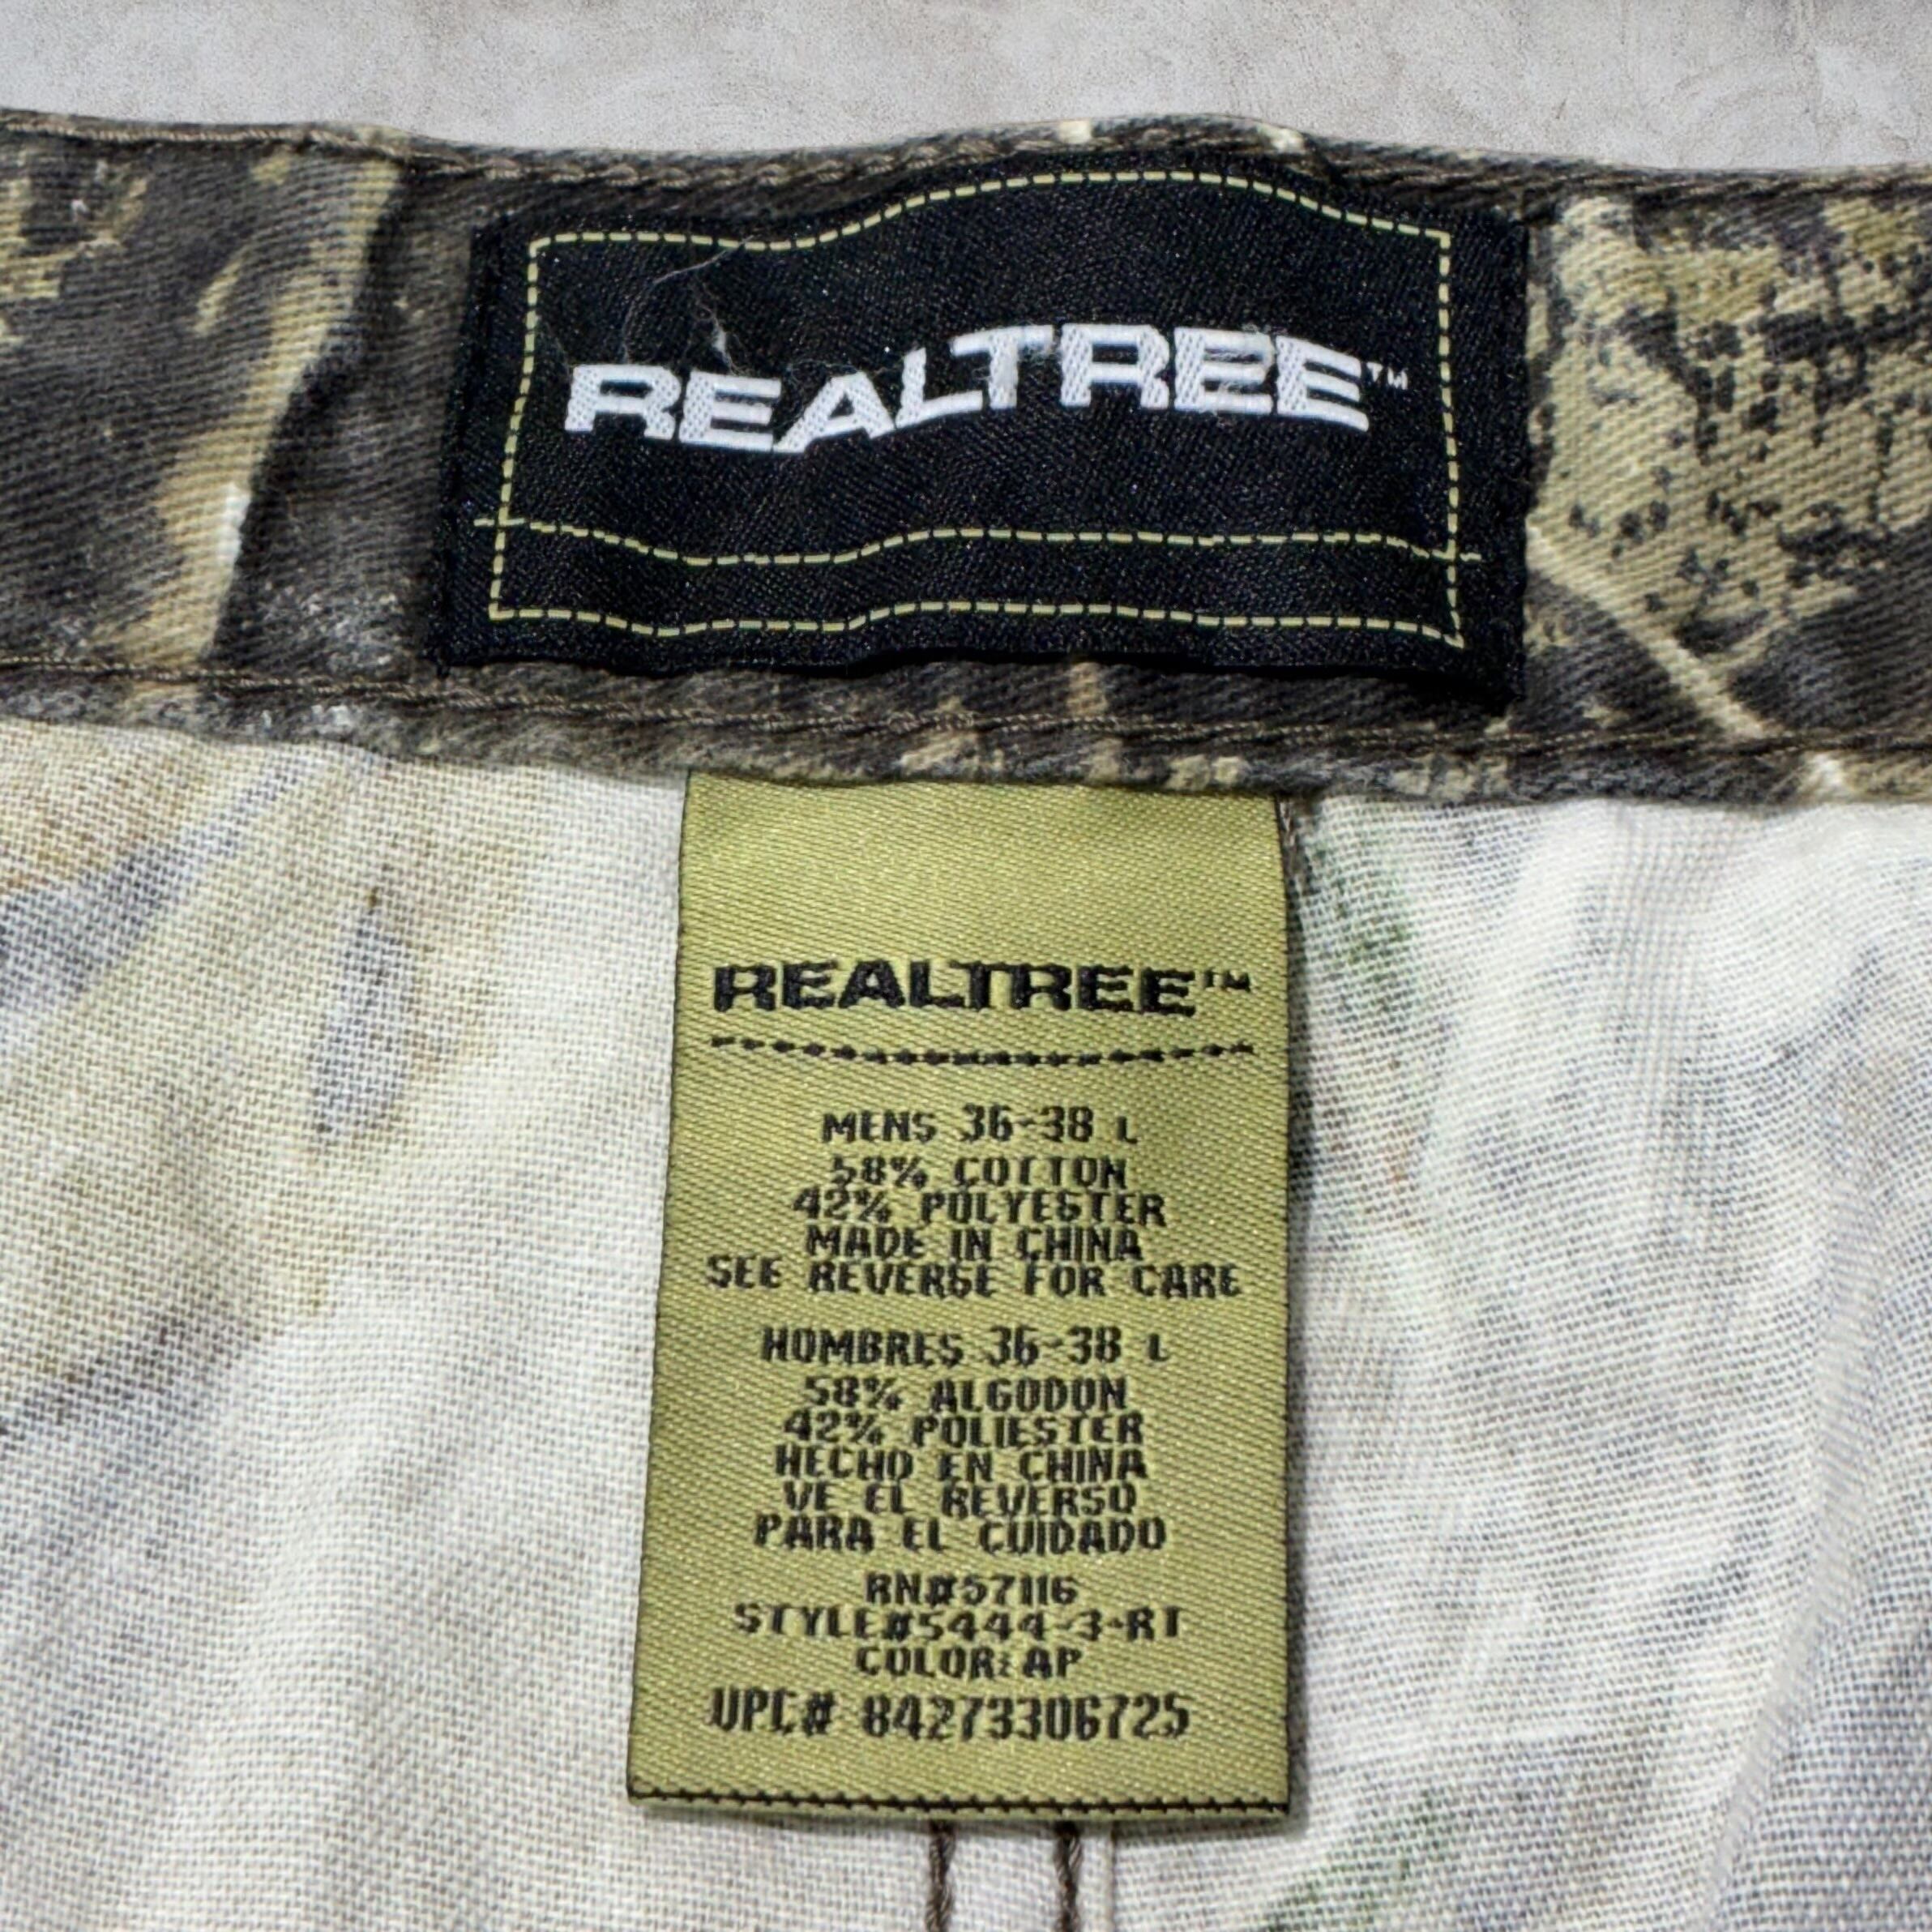 REALTREE™
REALTREE™
MENS 36-38 L
58% COTTON
42% POLYESTER
MADE IN CHINA
SEE REVERSE FOR CARE
HOMBRES 36-38 L
58% ALGODON
42% POLIESTER
HECHO EN CHINA
VE EL REVERSO
PARA EL CUIDADO
RN#57116
STYLE#5444-3-RT
COLOR: AP
UPC# 84273306725